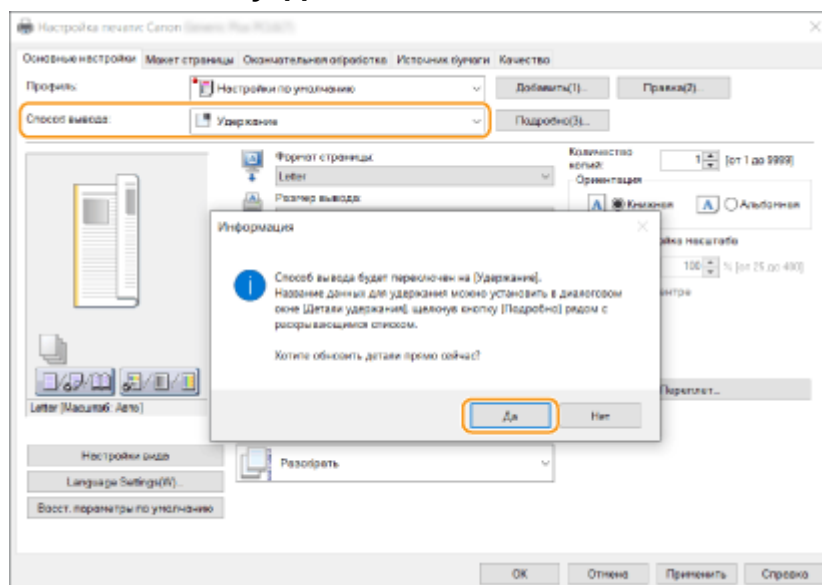 Настройка печати: Canon
Основные настройки Макет страницы Окончательная обработка Источник бумаги Качество
Профиль: Настройки по умолчанию Добавить(1)... Правка(2)...
Способ вывода: Удержание Подробно(3)...
Формат страницы: Количество копий: 1 [от 1 до 9999]
Letter Ориентация
Размер вывода: A Книжная A Альбомная
Информация
масштаба
100 % [от 25 до 400]
Способ вывода будет переключен на [Удержание].
Название данных для удержания можно установить в диалоговом
окне [Детали удержания], щелкнув кнопку [Подробно] рядом с
раскрывающимся списком.
Хотите обновить детали прямо сейчас?
Да Нет
Переплет...
Letter [Масштаб: Авто]
Настройки вида Разобрать
Language Settings(W)...
Восст. параметры по умолчанию
OK Отмена Применить Справка